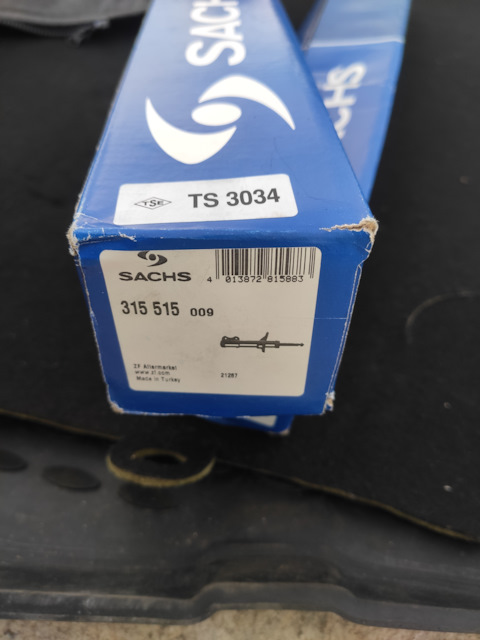 SACHS
SACHS
TSE TS 3034
SACHS
4 013872 815883
315 515 009
ZF Aftermarket
www.zf.com
Made in Turkey
21287